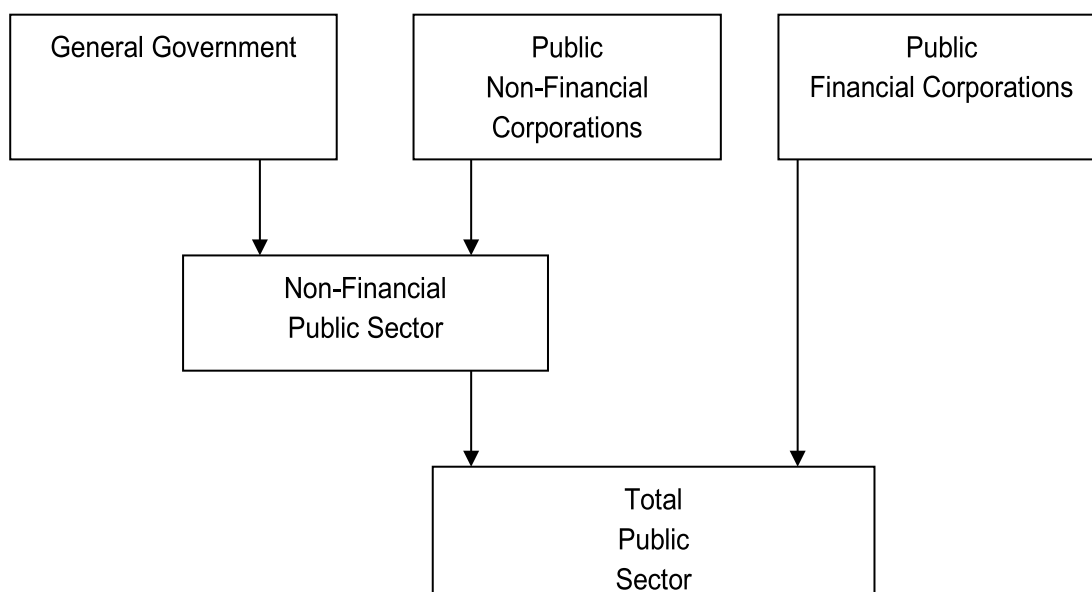 General Government
Public
Non-Financial
Corporations
Public
Financial Corporations
Non-Financial
Public Sector
Total
Public
Sector